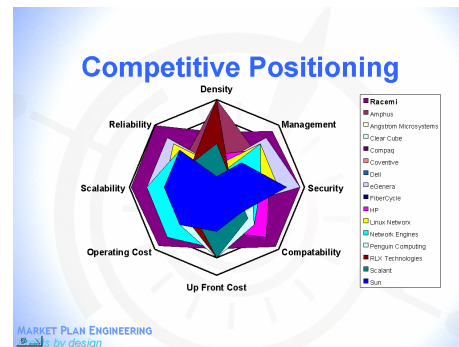 Competitive Positioning
Density
Reliability
Management
Scalability
Security
Operating Cost
Compatability
Up Front Cost
Racemi
Amphus
Angstrom Microsystems
Clear Cube
Compaq
Coventive
Dell
eGenera
FiberCycle
HP
Linux Networx
Network Engines
Penguin Computing
RLX Technologies
Scalant
Sun
MARKET PLAN ENGINEERING
by design